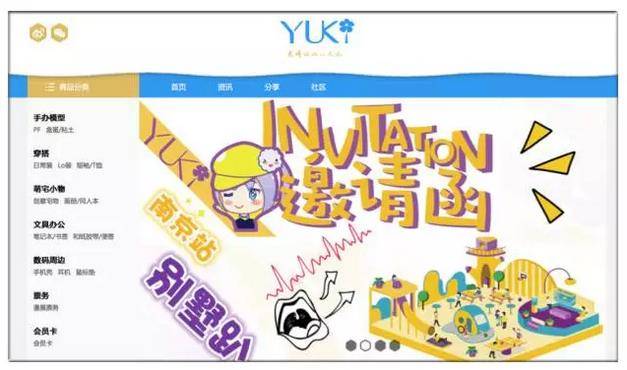 YUKI
商品分类
首页 资讯 分享 社区
手办模型
PF 景品/粘土
穿搭
日常装 Lo装 短袖/T恤
萌宅小物
创意宅物 画册/同人本
文具办公
笔记本/书签 和纸胶带/便签
数码周边
手机壳 耳机 鼠标垫
票务
漫展票务
会员卡
会员卡
YUKI
INVITATION
邀请函
南京站
别墅趴